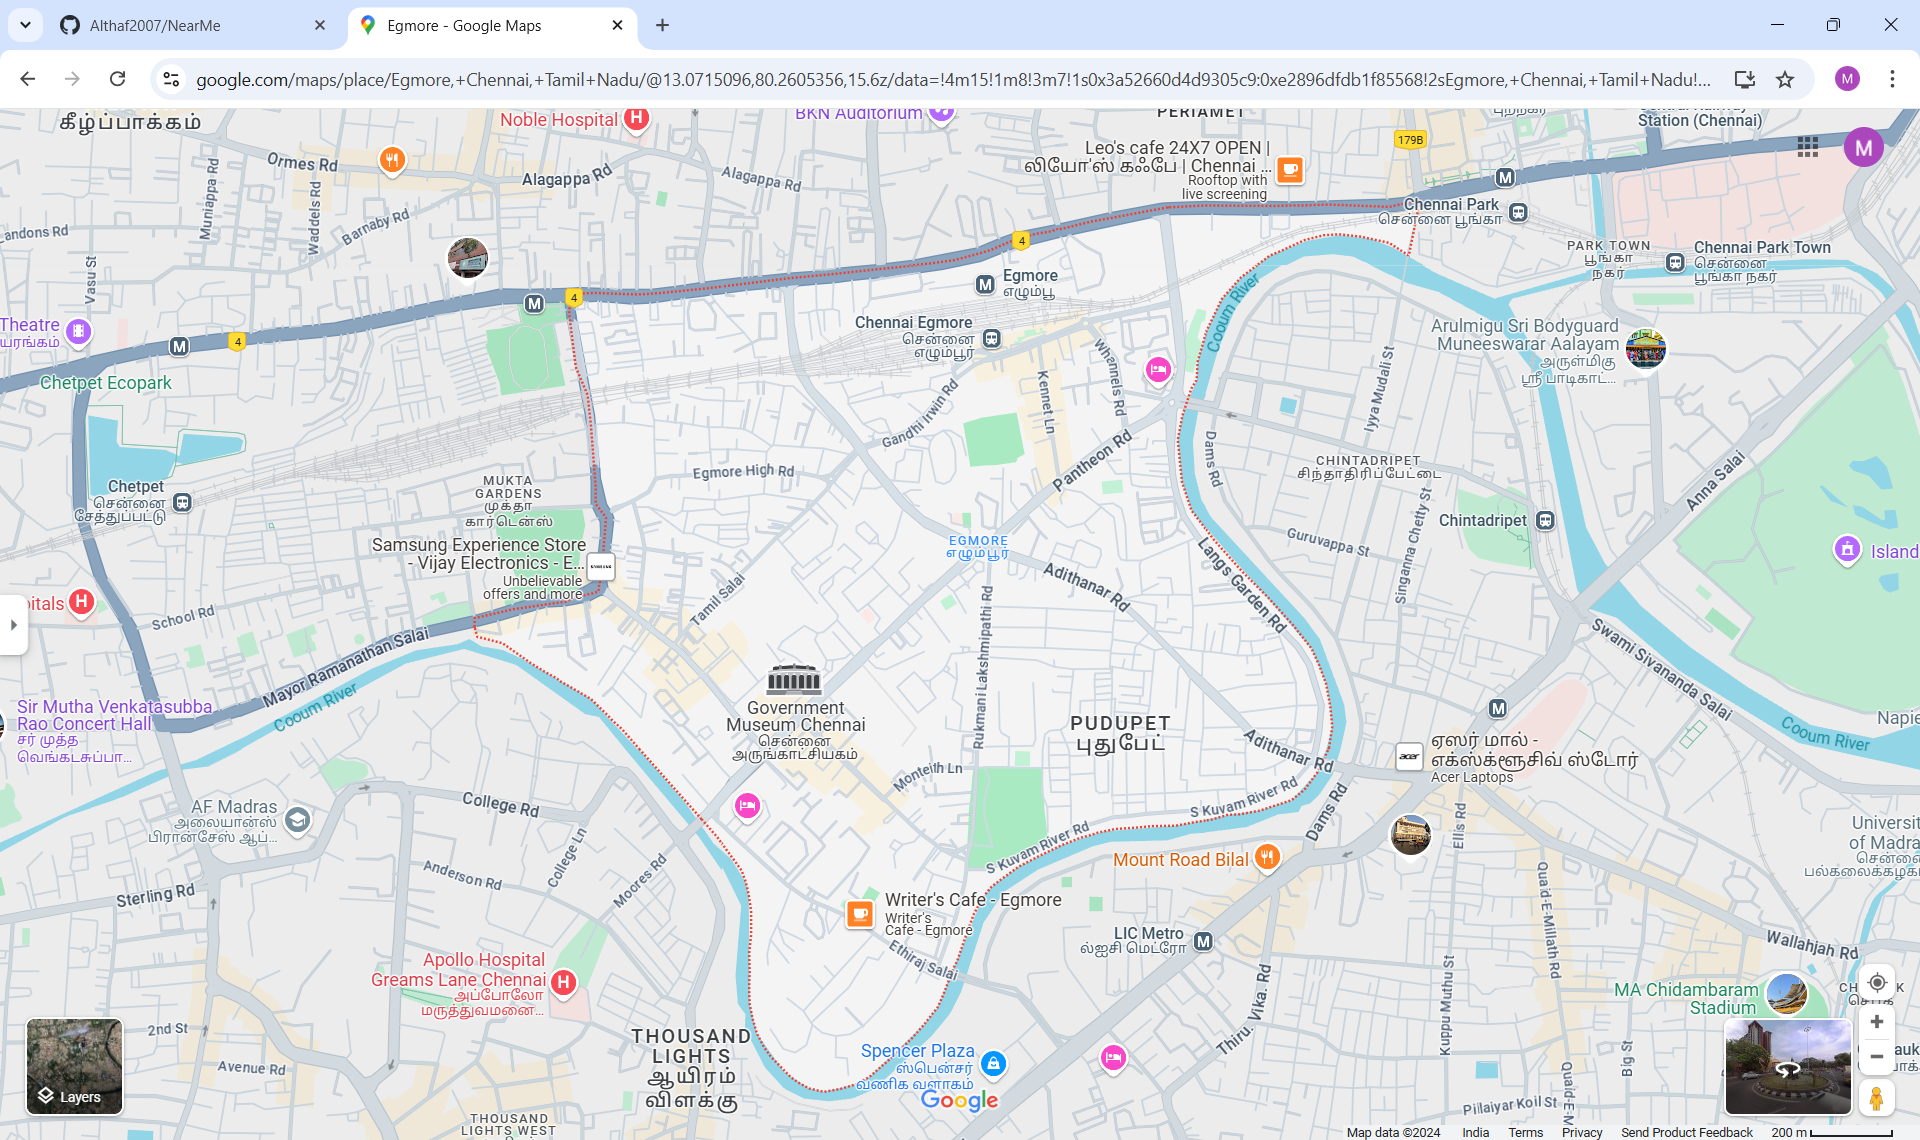 Althaf2007/NearMe
Egmore - Google Maps
google.com/maps/place/Egmore,+Chennai,+Tamil+Nadu/@13.0715096,80.2605356,15.6z/data=!4m15!1m8!3m7!1s0x3a52660d4d9305c9:0xe2896dfdb1f85568!2sEgmore,+Chennai,+Tamil+Nadu!...
M
கீழ்ப்பாக்கம்
Noble Hospital
H
BKN Auditorium
PERIAMET
179B
Station (Chennai)
M
Ormes Rd
Leo's cafe 24X7 OPEN |
லியோ'ஸ் கஃபே | Chennai ...
Rooftop with
live screening
Alagappa Rd
Alagappa Rd
Muniappa Rd
Waddels Rd
Barnaby Rd
Landons Rd
Vasu St
M
Chennai Park
சென்னை பூங்கா
PARK TOWN
பூங்கா
நகர்
Chennai Park Town
சென்னை
பூங்கா நகர்
4
M
Egmore
எழும்பூ
M
4
4
M
Theatre
யரங்கம்
Chetpet Ecopark
Chennai Egmore
சென்னை
எழும்பூர்
Cooum River
Arulmigu Sri Bodyguard
Muneeswarar Aalayam
அருள்மிகு
ஸ்ரீ பாடிகாட்...
Whannels Rd
Kennet Ln
Gandhi Irwin Rd
Iyya Mudali St
Pantheon Rd
Dams Rd
Egmore High Rd
CHINTADRIPET
சிந்தாதிரிப்பேட்டை
Anna Salai
Chetpet
சென்னை
சேத்துப்பட்டு
MUKTA
GARDENS
முக்தா
கார்டென்ஸ்
Samsung Experience Store
- Vijay Electronics - E...
Unbelievable
offers and more
SAMSUNG
EGMORE
எழும்பூர்
Chintadripet
Guruvappa St
Singanna Chetty St
Island
Langs Garden Rd
Adithanar Rd
Tamil Salai
itals
H
School Rd
Mayor Ramanathan Salai
Cooum River
Rukmani Lakshmipathi Rd
Swami Sivananda Salai
Sir Mutha Venkatasubba
Rao Concert Hall
சர் முத்த
வெங்கடசுப்பா...
Government
Museum Chennai
சென்னை
அருங்காட்சியகம்
PUDUPET
புதுபேட்
M
Napie
Cooum River
Adithanar Rd
acer
ஏஸர் மால் -
எக்ஸ்க்ளூசிவ் ஸ்டோர்
Acer Laptops
Monteith Ln
AF Madras
அலையான்ஸ்
பிரான்சேஸ் ஆப்...
College Rd
S Kuvam River Rd
S Kuvam River Rd
Dams Rd
Ellis Rd
Universit
of Madra
சென்னை
பல்கலைக்கழக
College Ln
Moores Rd
Anderson Rd
Sterling Rd
Mount Road Bilal
Writer's Cafe - Egmore
Writer's
Cafe - Egmore
Ethiraj Salai
LIC Metro
M
Quaid-E-Millath Rd
Wallahjah Rd
Apollo Hospital
Greams Lane Chennai
அப்போலோ
மருத்துவமனை...
H
Thiru. Vika. Rd
Kuppu Muthu St
MA Chidambaram
Stadium
2nd St
Avenue Rd
THOUSAND
LIGHTS
ஆயிரம்
விளக்கு
Spencer Plaza
ஸ்பென்சர்
வணிக வளாகம்
Google
Big St
Pilaiyar Koil St
THOUSAND
LIGHTS WEST
Layers
Map data ©2024
India
Terms
Privacy
Send Product Feedback
200 m